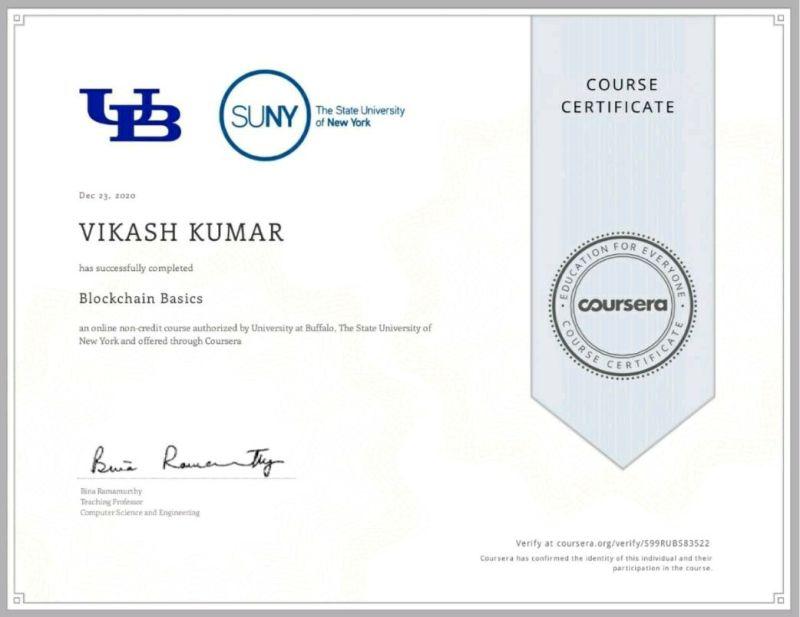 UB
SUNY
The State University
of New York
COURSE
CERTIFICATE
Dec 23, 2020
VIKASH KUMAR
has successfully completed
Blockchain Basics
an online non-credit course authorized by University at Buffalo, The State University of
New York and offered through Coursera
EDUCATION FOR EVERYONE
coursera
COURSE CERTIFICATE
Bina Ramamurthy
Bina Ramamurthy
Teaching Professor
Computer Science and Engineering
Verify at coursera.org/verify/S99RUBS83522
Coursera has confirmed the identity of this individual and their
participation in the course.